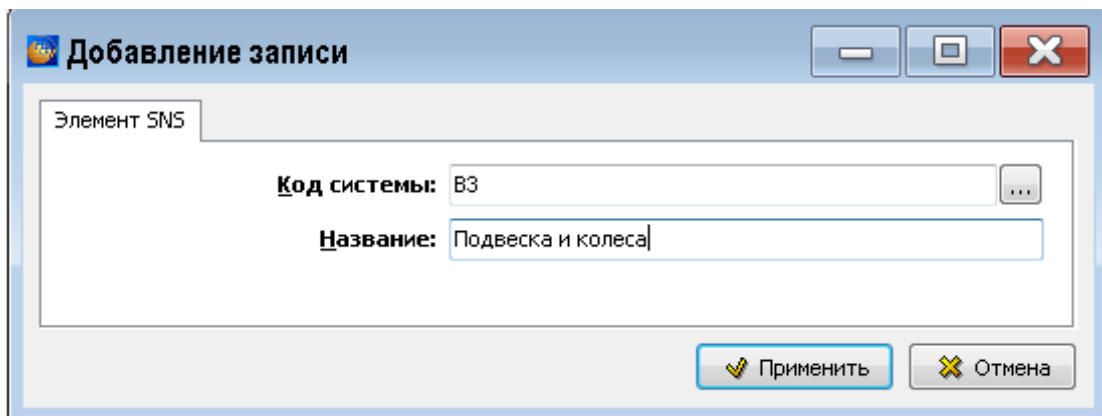 Добавление записи
Элемент SNS
Код системы: B3
...
Название: Подвеска и колеса
Применить Отмена